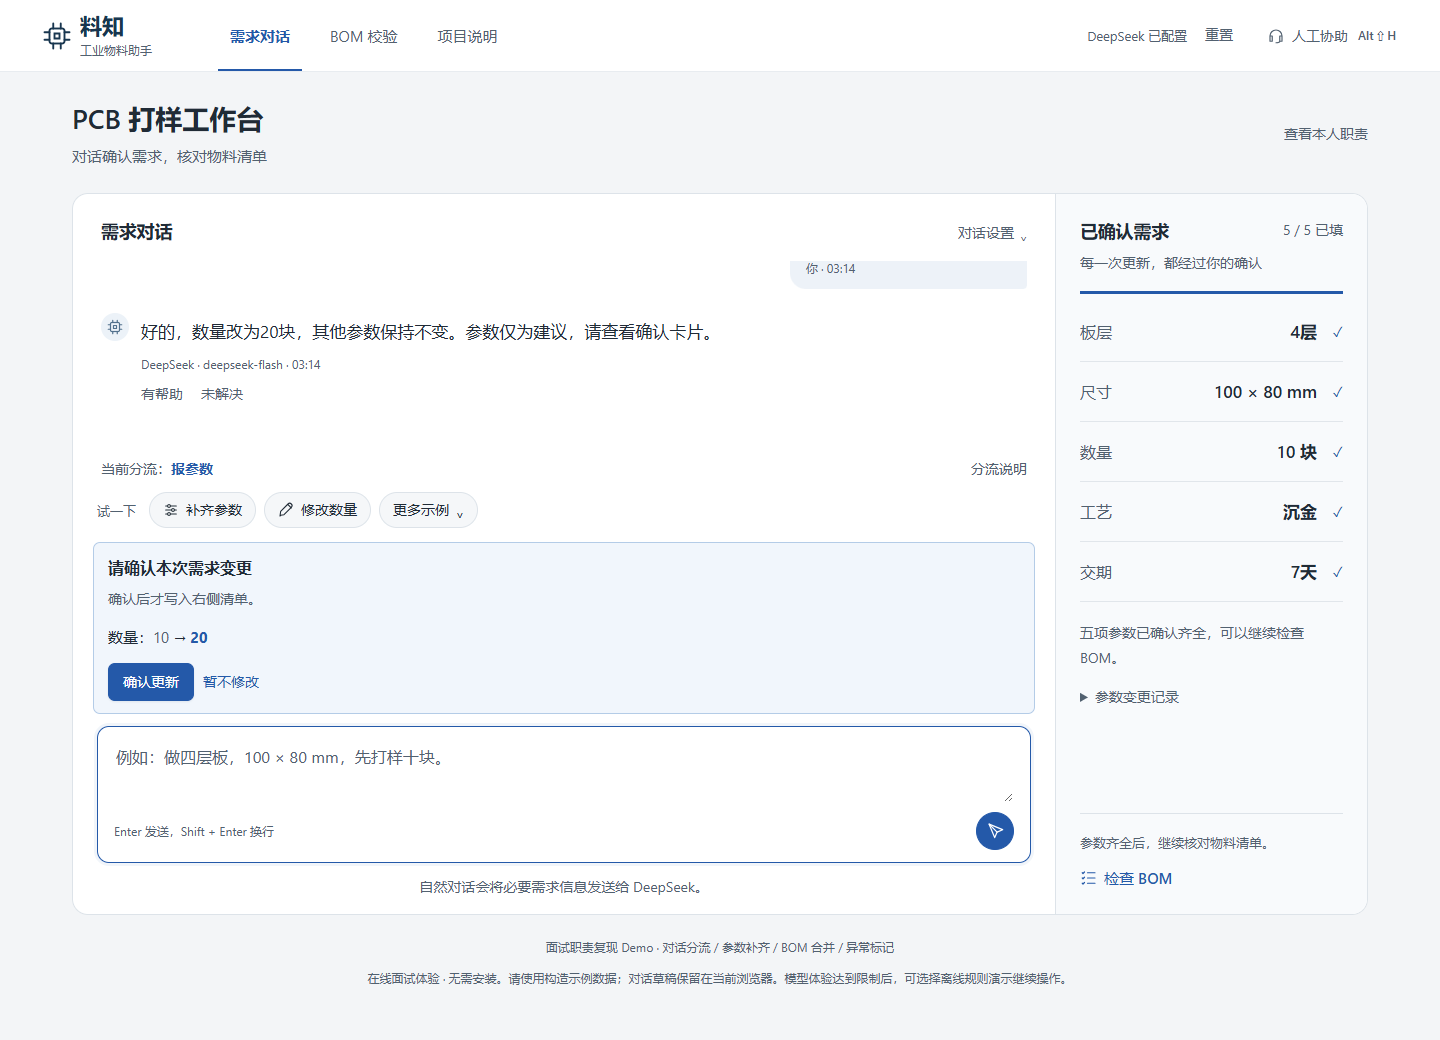 料知
工业物料助手
需求对话
BOM 校验
项目说明
DeepSeek 已配置
重置
人工协助
Alt⇧H
PCB 打样工作台
对话确认需求，核对物料清单
查看本人职责
需求对话
对话设置
你 · 03:14
好的，数量改为20块，其他参数保持不变。参数仅为建议，请查看确认卡片。
DeepSeek · deepseek-flash · 03:14
有帮助
未解决
当前分流：报参数
分流说明
试一下
补齐参数
修改数量
更多示例
请确认本次需求变更
确认后才写入右侧清单。
数量：10 → 20
确认更新
暂不修改
例如：做四层板，100 × 80 mm，先打样十块。
Enter 发送，Shift + Enter 换行
自然对话会将必要需求信息发送给 DeepSeek。
已确认需求
5 / 5 已填
每一次更新，都经过你的确认
板层 4层 ✓
尺寸 100 × 80 mm ✓
数量 10 块 ✓
工艺 沉金 ✓
交期 7天 ✓
五项参数已确认齐全，可以继续检查
BOM。
▶ 参数变更记录
参数齐全后，继续核对物料清单。
检查 BOM
面试职责复现 Demo · 对话分流 / 参数补齐 / BOM 合并 / 异常标记
在线面试体验 · 无需安装。请使用构造示例数据；对话草稿保留在当前浏览器。模型体验达到限制后，可选择离线规则演示继续操作。